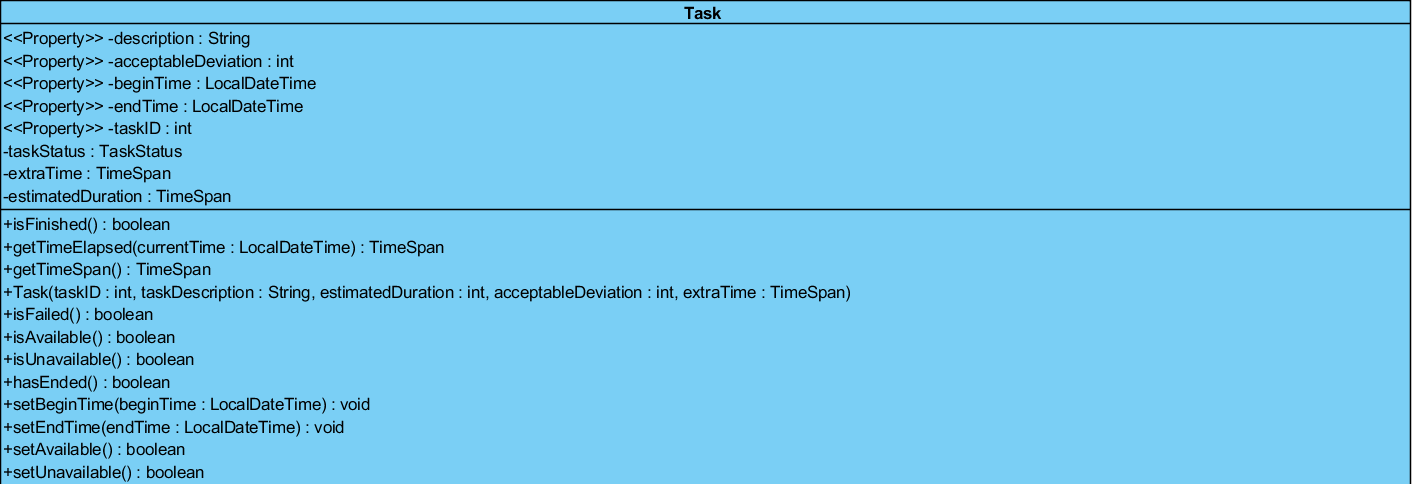 Task
<<Property>> -description : String
<<Property>> -acceptableDeviation : int
<<Property>> -beginTime : LocalDateTime
<<Property>> -endTime : LocalDateTime
<<Property>> -taskID : int
-taskStatus : TaskStatus
-extraTime : TimeSpan
-estimatedDuration : TimeSpan
+isFinished() : boolean
+getTimeElapsed(currentTime : LocalDateTime) : TimeSpan
+getTimeSpan() : TimeSpan
+Task(taskID : int, taskDescription : String, estimatedDuration : int, acceptableDeviation : int, extraTime : TimeSpan)
+isFailed() : boolean
+isAvailable() : boolean
+isUnavailable() : boolean
+hasEnded() : boolean
+setBeginTime(beginTime : LocalDateTime) : void
+setEndTime(endTime : LocalDateTime) : void
+setAvailable() : boolean
+setUnavailable() : boolean